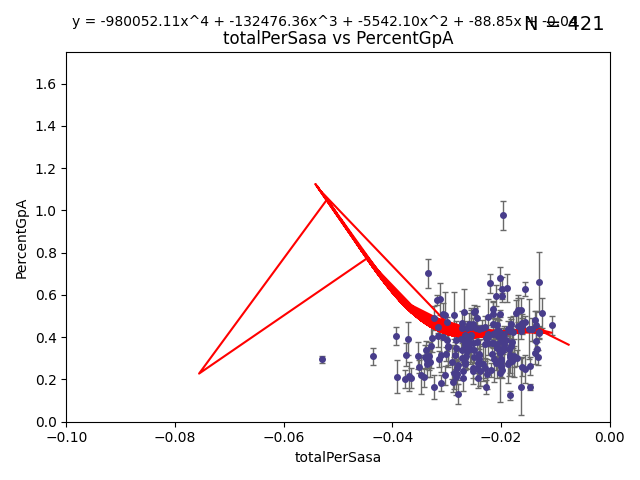 y = -980052.11x^4 + -132476.36x^3 + -5542.10x^2 + -88.85x + -0.04
N = 421
totalPerSasa vs PercentGpA
PercentGpA
1.6
1.4
1.2
1.0
0.8
0.6
0.4
0.2
0.0
−0.10 −0.08 −0.06 −0.04 −0.02 0.00
totalPerSasa